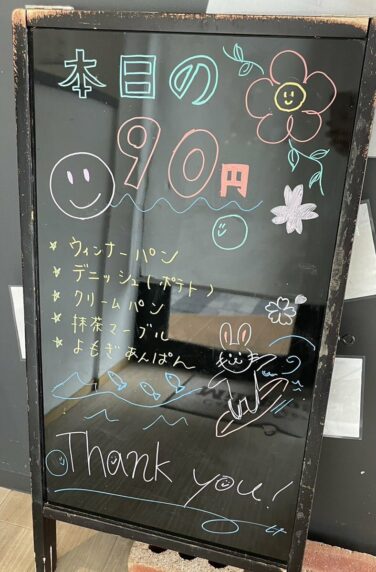 本日の
90円
☆ ウィンナーパン
☆ デニッシュ(ポテト)
☆ クリームパン
☆ 抹茶マーブル
☆ よもぎあんぱん
Thank you!